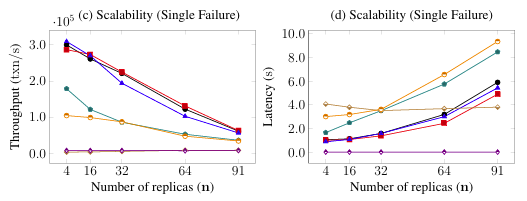 ·10⁵ (c) Scalability (Single Failure)
Throughput (txn/s)
3.0
2.0
1.0
0.0
4 16 32 64 91
Number of replicas (n)
(d) Scalability (Single Failure)
Latency (s)
10.0
8.0
6.0
4.0
2.0
0.0
4 16 32 64 91
Number of replicas (n)